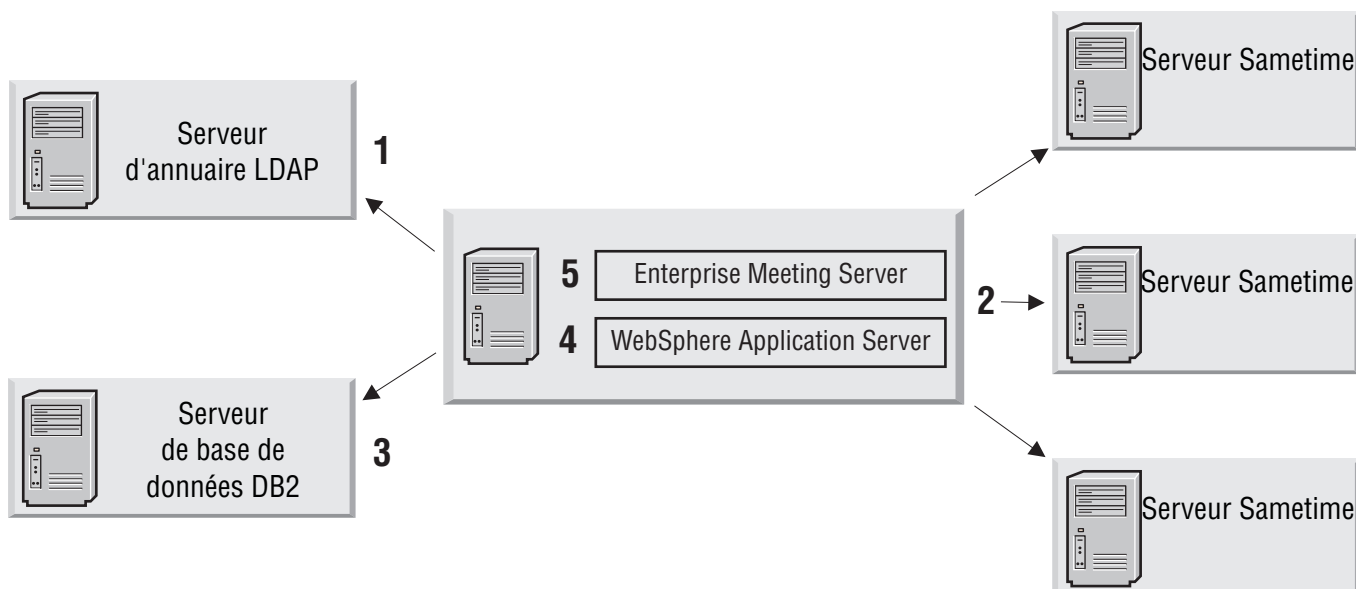 Serveur
d'annuaire LDAP
1
Serveur
de base de
données DB2
3
5
Enterprise Meeting Server
4
WebSphere Application Server
2
Serveur Sametime
Serveur Sametime
Serveur Sametime